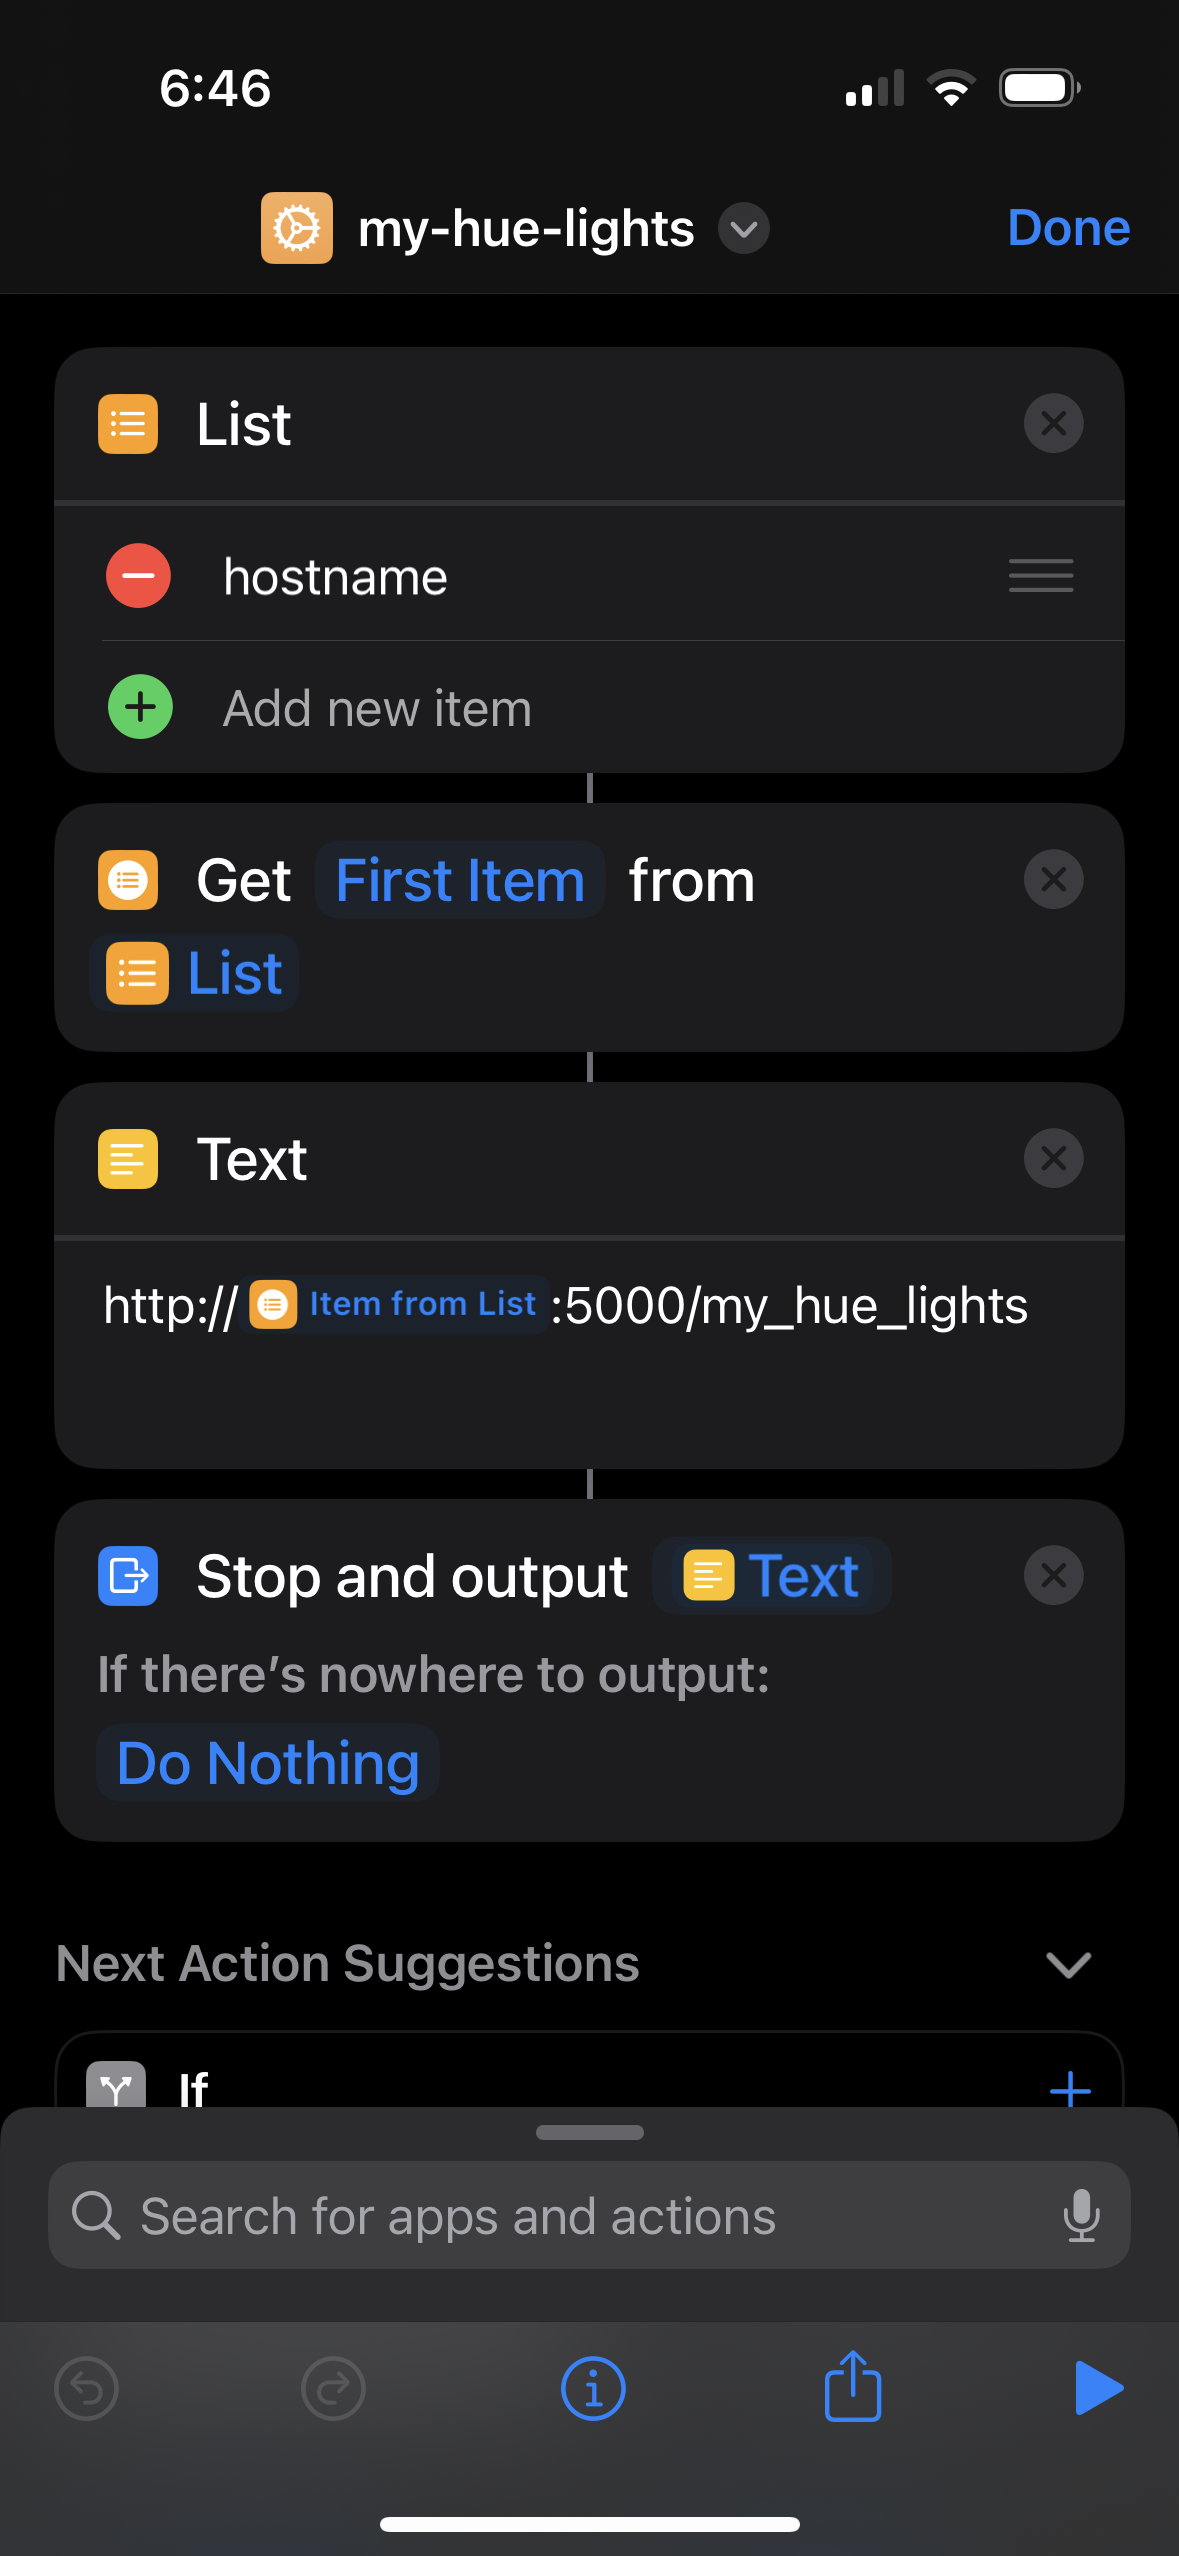 6:46
my-hue-lights
Done
List
hostname
Add new item
Get First Item from
List
Text
http://Item from List:5000/my_hue_lights
Stop and output Text
If there’s nowhere to output:
Do Nothing
Next Action Suggestions
If
Search for apps and actions